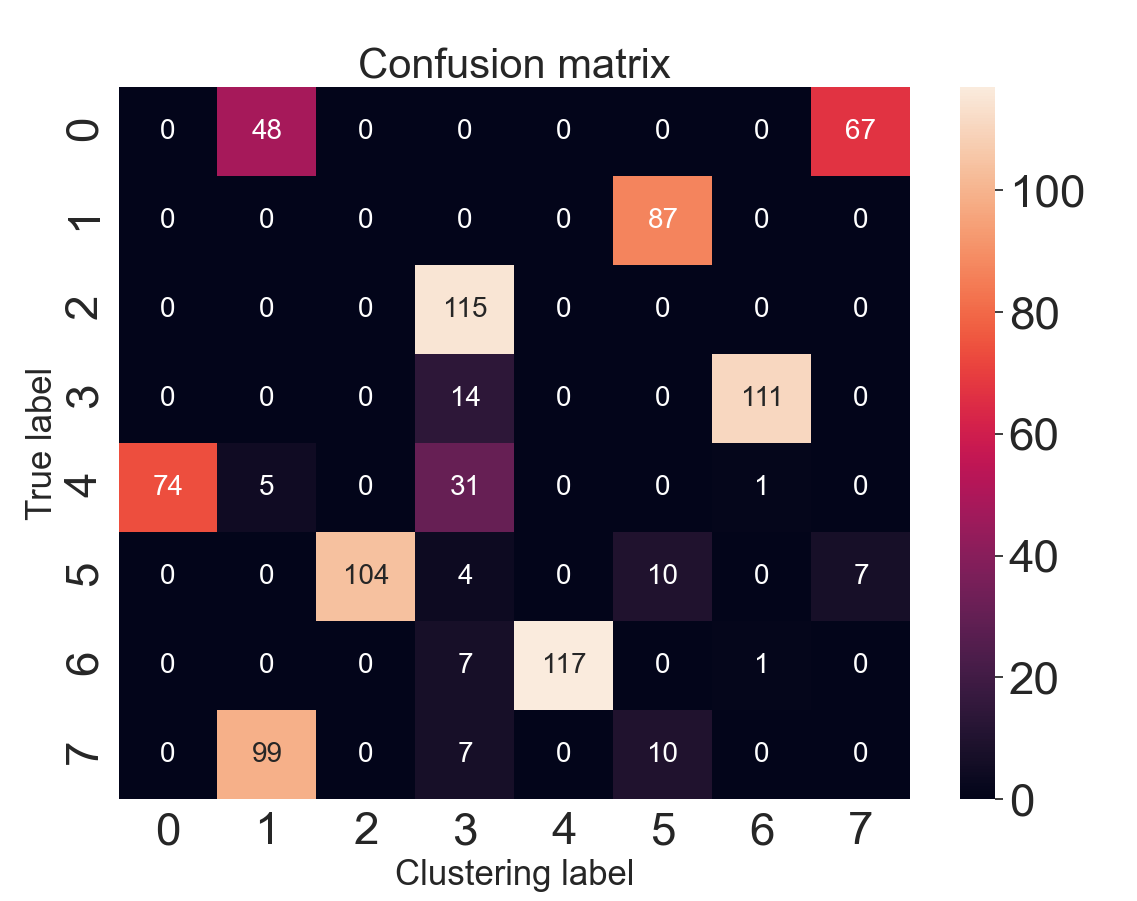 Confusion matrix
0 0 48 0 0 0 0 0 67
1 0 0 0 0 0 87 0 0
2 0 0 0 115 0 0 0 0
3 0 0 0 14 0 0 111 0
4 74 5 0 31 0 0 1 0
5 0 0 104 4 0 10 0 7
6 0 0 0 7 117 0 1 0
7 0 99 0 7 0 10 0 0
0 1 2 3 4 5 6 7
Clustering label
True label
100
80
60
40
20
0